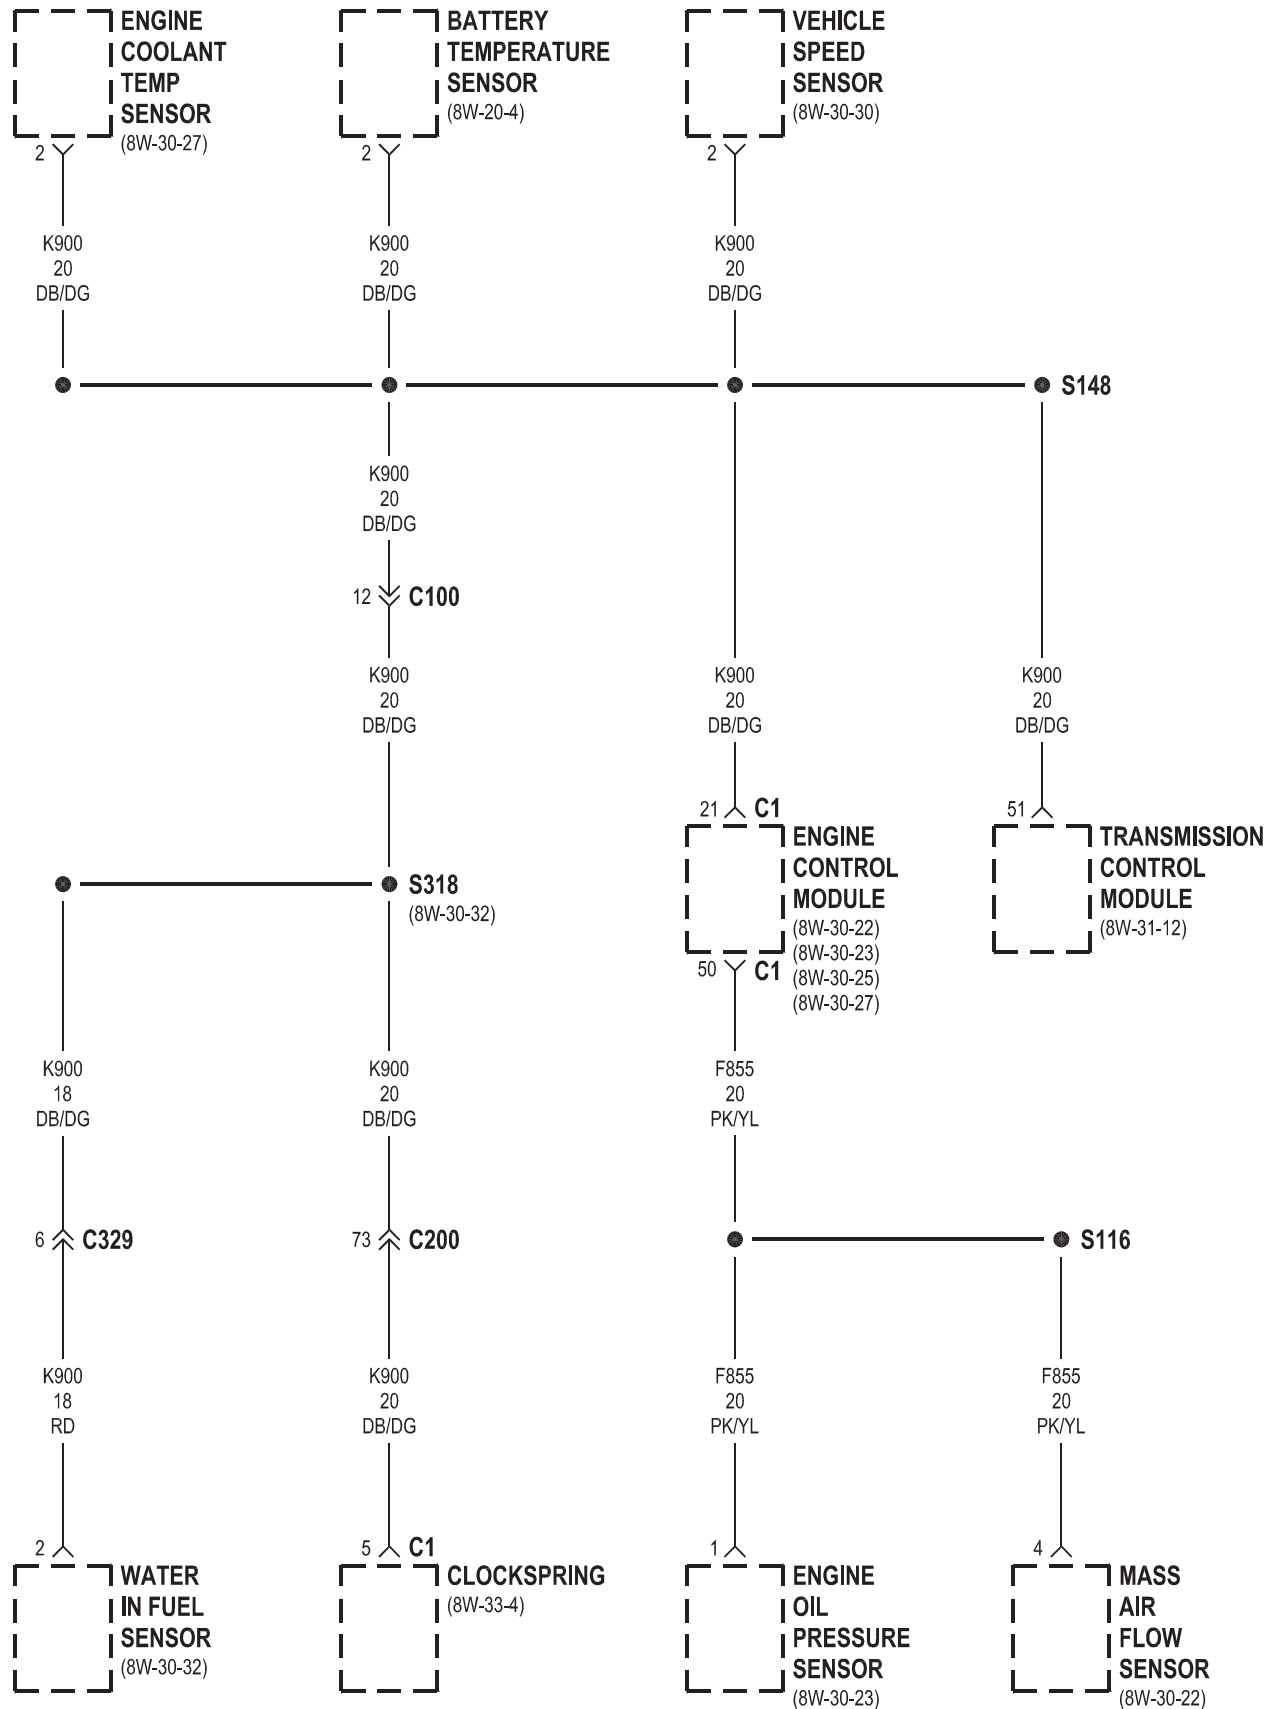 ENGINE
COOLANT
TEMP
SENSOR
(8W-30-27)
2
BATTERY
TEMPERATURE
SENSOR
(8W-20-4)
2
VEHICLE
SPEED
SENSOR
(8W-30-30)
2
K900
20
DB/DG
K900
20
DB/DG
K900
20
DB/DG
S148
K900
20
DB/DG
12
C100
K900
20
DB/DG
K900
20
DB/DG
K900
20
DB/DG
21
C1
ENGINE
CONTROL
MODULE
(8W-30-22)
(8W-30-23)
(8W-30-25)
(8W-30-27)
50
C1
51
TRANSMISSION
CONTROL
MODULE
(8W-31-12)
S318
(8W-30-32)
K900
18
DB/DG
K900
20
DB/DG
F855
20
PK/YL
6
C329
73
C200
S116
K900
18
RD
K900
20
DB/DG
F855
20
PK/YL
F855
20
PK/YL
2
WATER
IN FUEL
SENSOR
(8W-30-32)
5
C1
CLOCKSPRING
(8W-33-4)
1
ENGINE
OIL
PRESSURE
SENSOR
(8W-30-23)
4
MASS
AIR
FLOW
SENSOR
(8W-30-22)